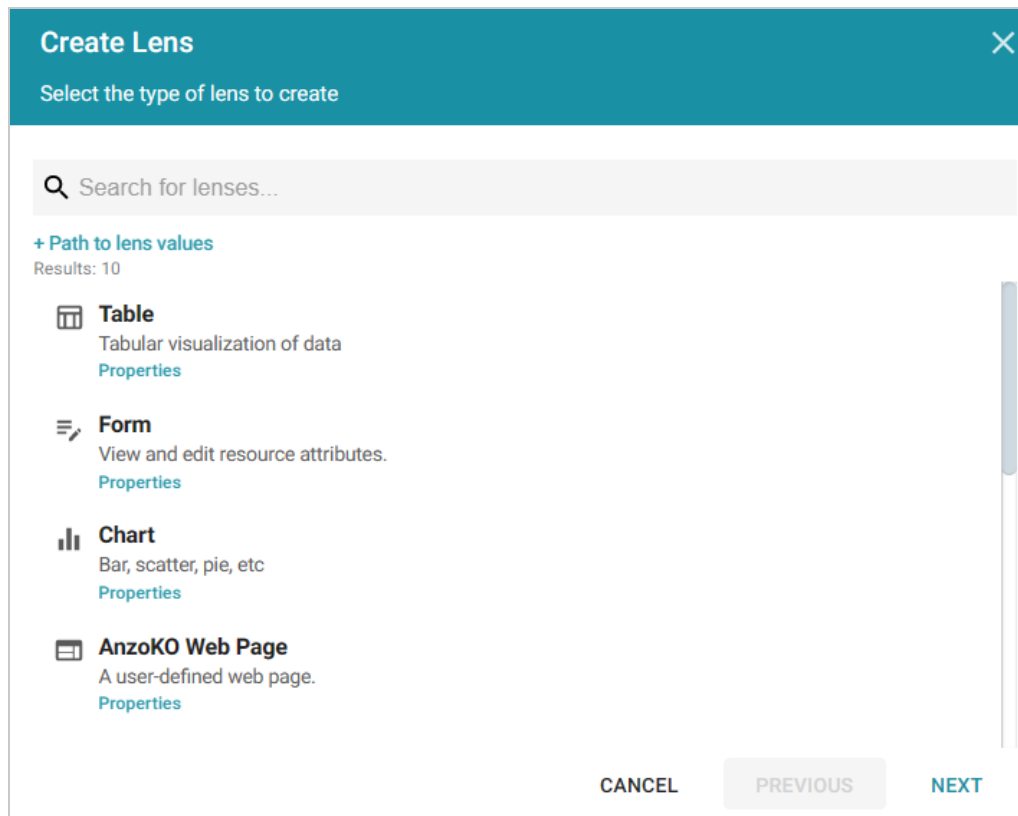 Create Lens
Select the type of lens to create
Search for lenses...
+ Path to lens values
Results: 10
Table
Tabular visualization of data
Properties
Form
View and edit resource attributes.
Properties
Chart
Bar, scatter, pie, etc
Properties
AnzoKO Web Page
A user-defined web page.
Properties
CANCEL PREVIOUS NEXT